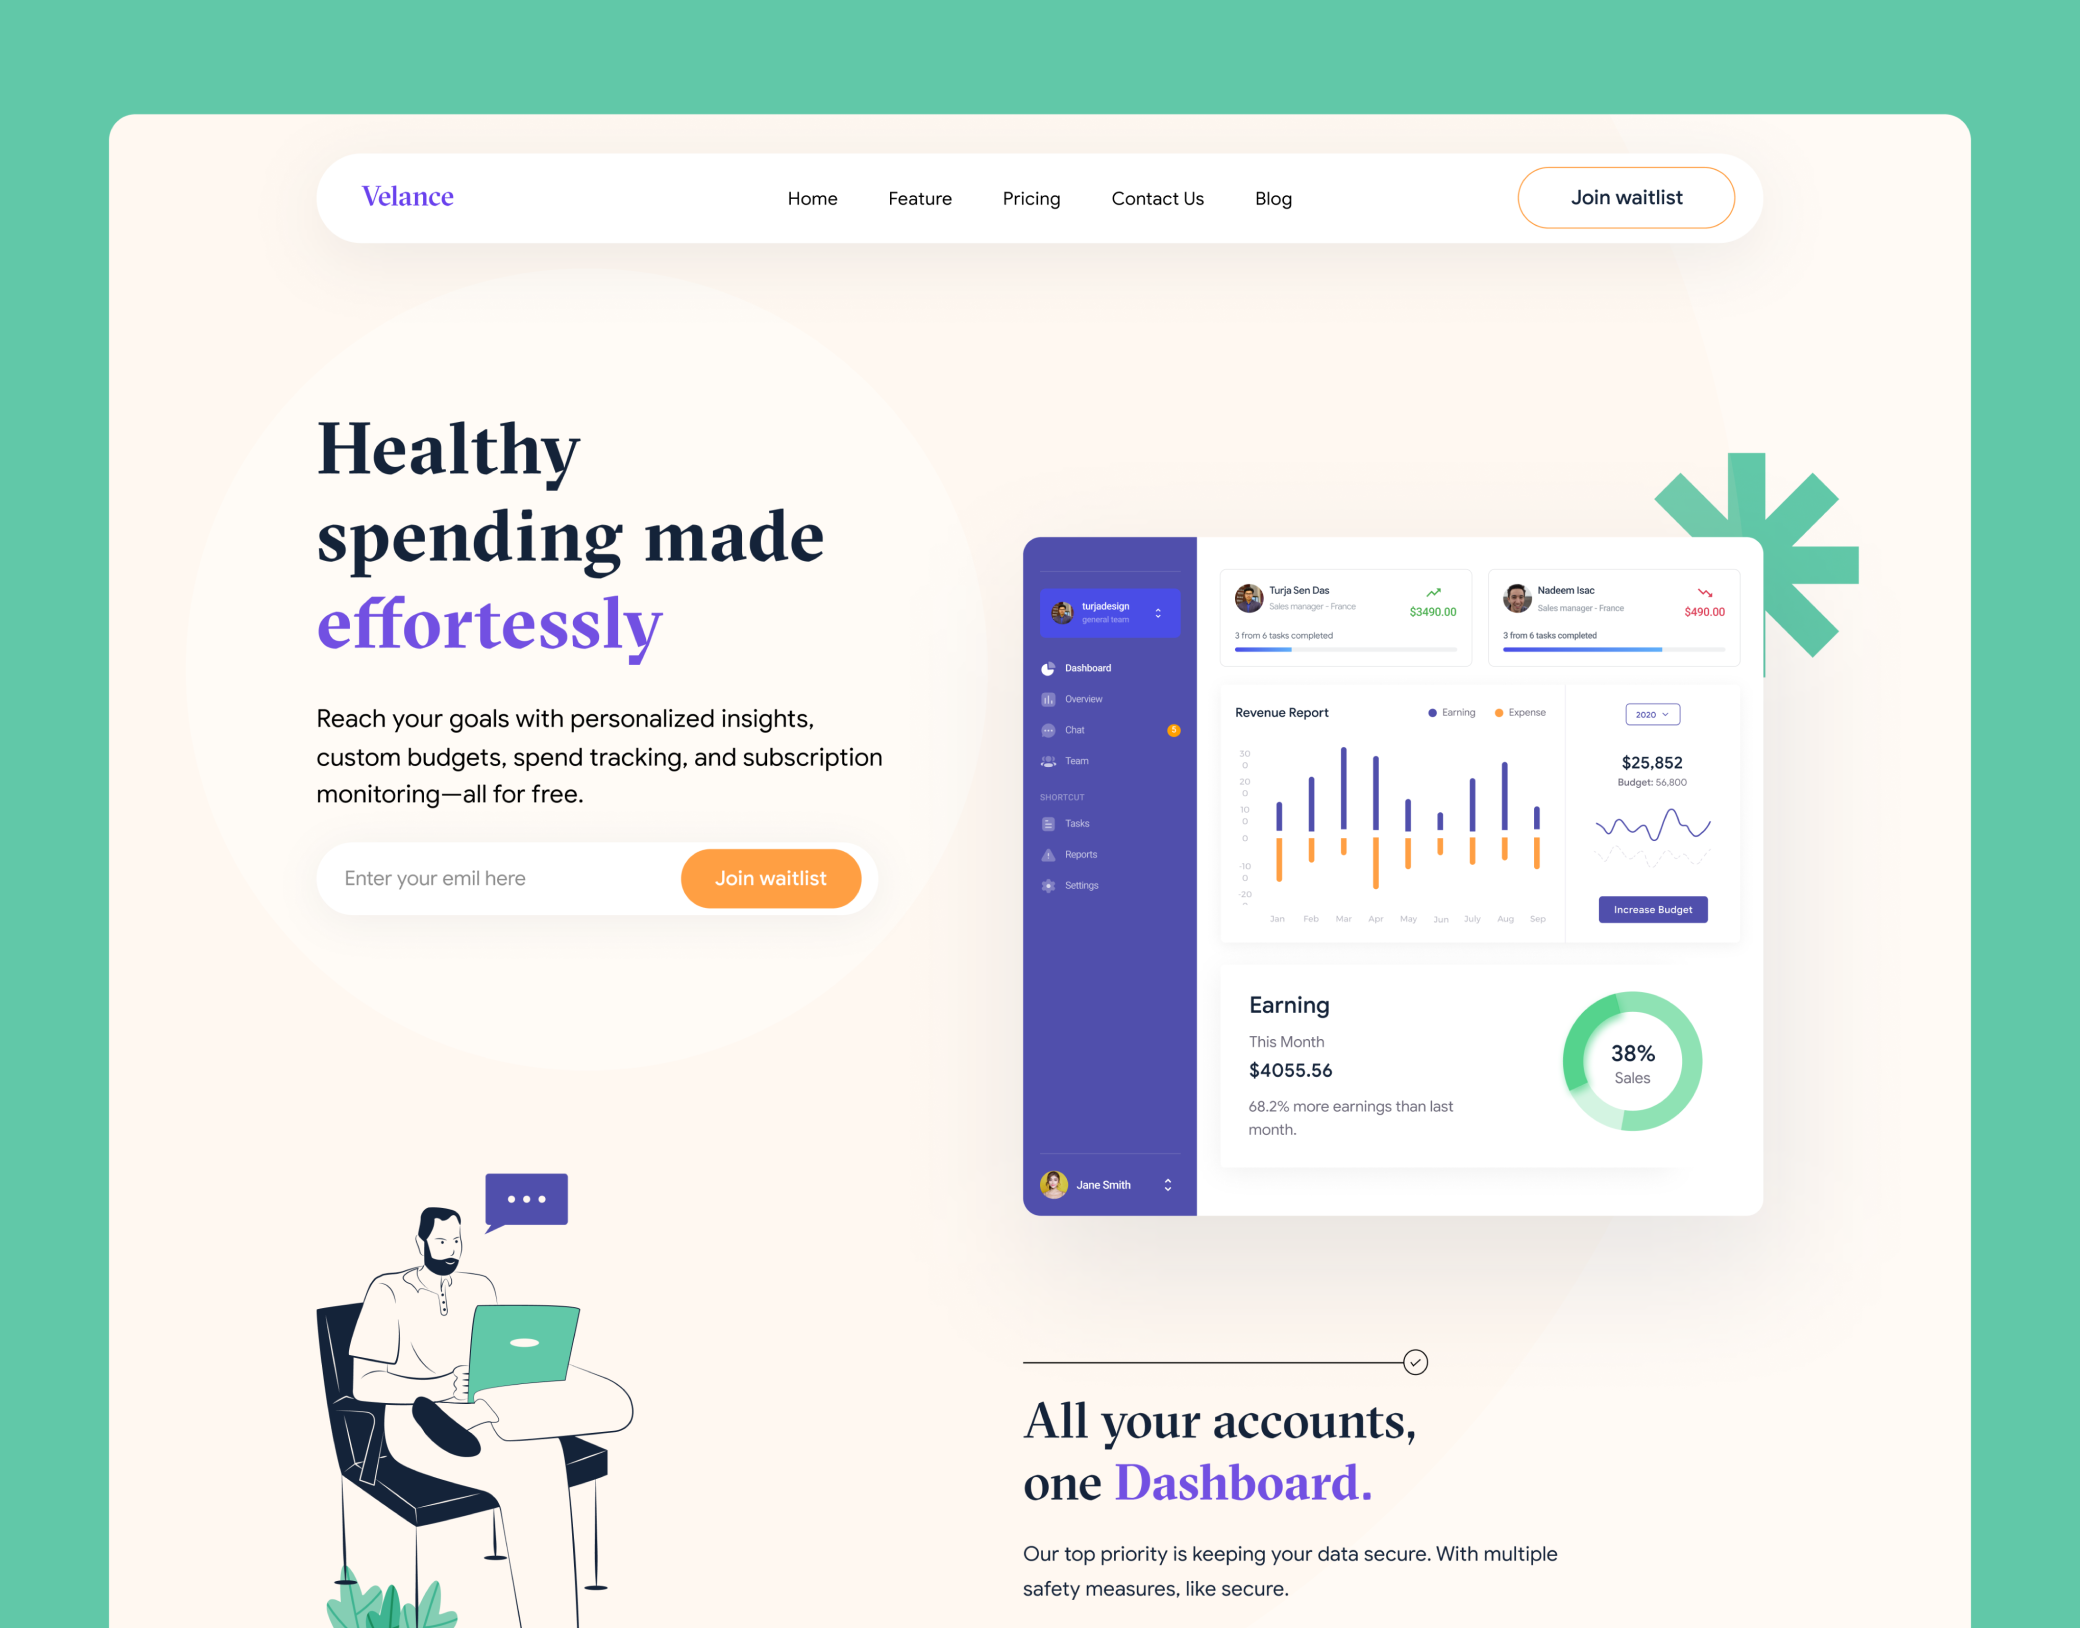 Velance
Home
Feature
Pricing
Contact Us
Blog
Join waitlist
Healthy
spending made
effortessly
Reach your goals with personalized insights,
custom budgets, spend tracking, and subscription
monitoring—all for free.
Enter your emil here
Join waitlist
turjadesign
general team
Dashboard
Overview
Chat
5
Team
SHORTCUT
Tasks
Reports
Settings
Jane Smith
Turja Sen Das
Sales manager - France
$3490.00
3 from 6 tasks completed
Nadeem Isac
Sales manager - France
$490.00
3 from 6 tasks completed
Revenue Report
Earning
Expense
30
0
20
0
10
0
0
-10
0
-20
Jan
Feb
Mar
Apr
May
Jun
July
Aug
Sep
2020
$25,852
Budget: 56,800
Increase Budget
Earning
This Month
$4055.56
68.2% more earnings than last
month.
38%
Sales
All your accounts,
one Dashboard.
Our top priority is keeping your data secure. With multiple
safety measures, like secure.